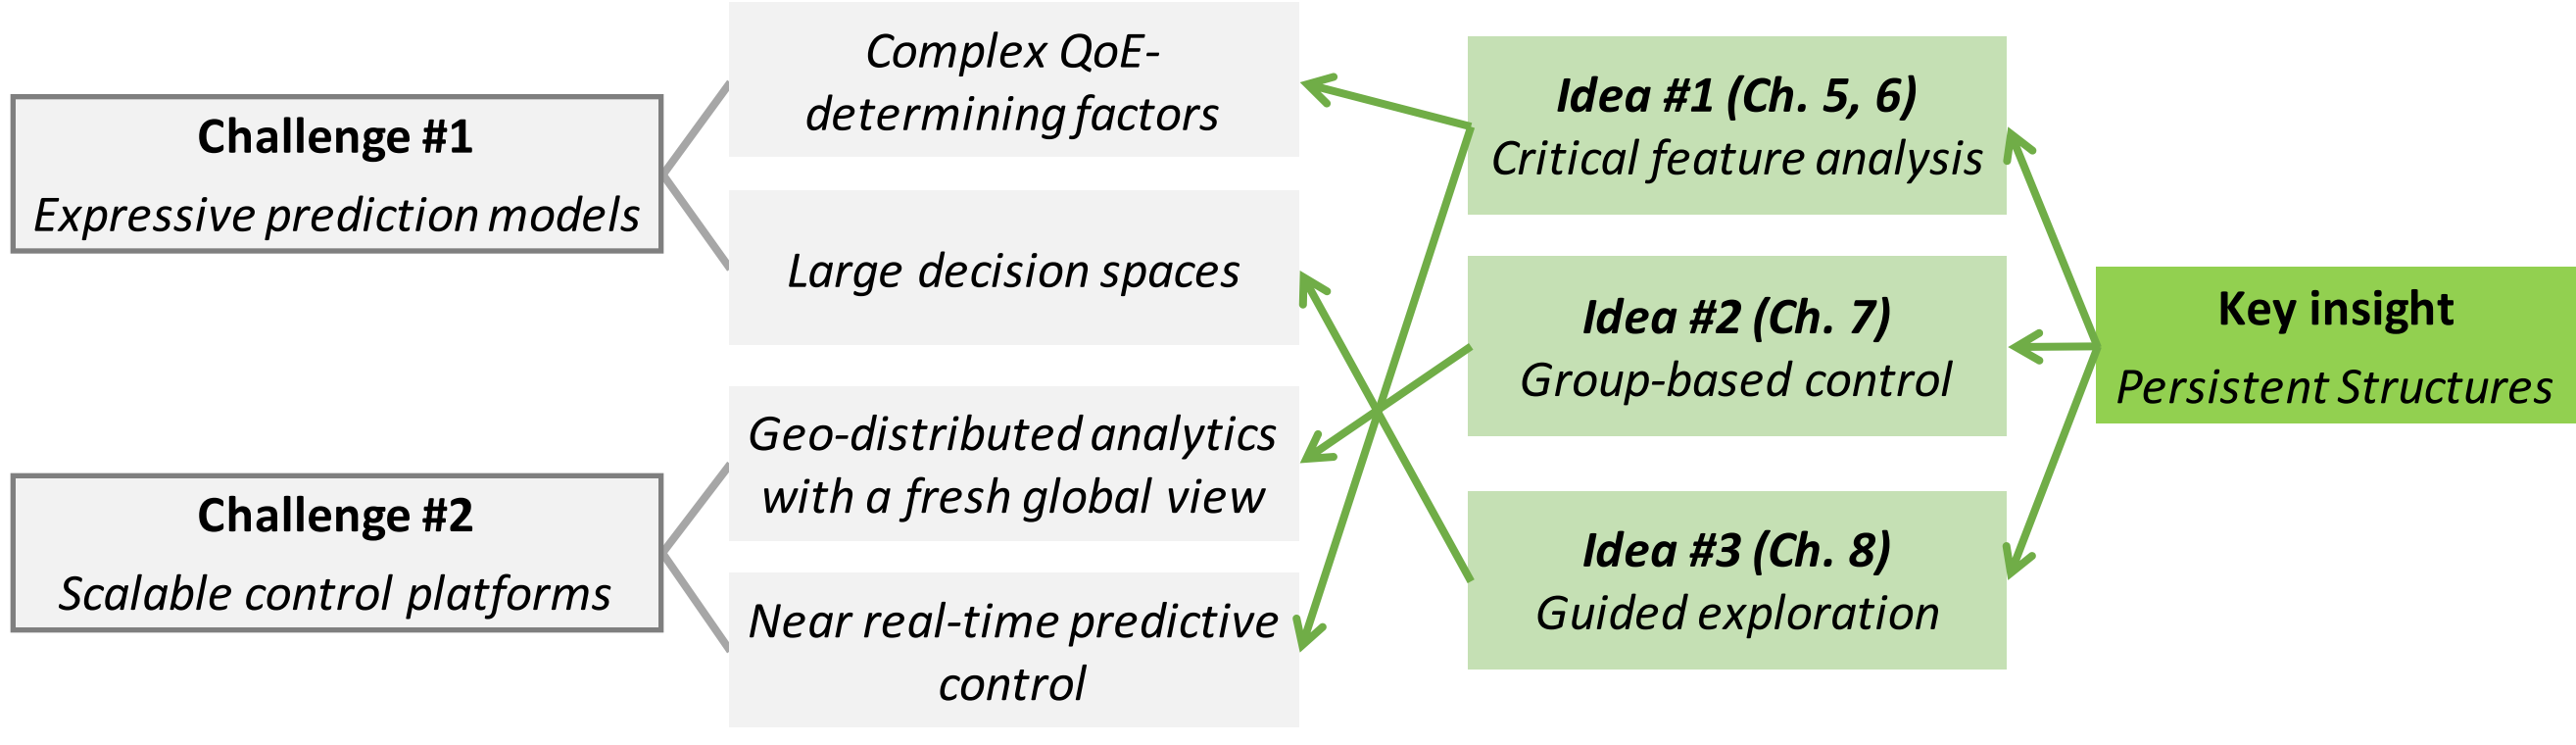 Challenge #1
Expressive prediction models
Challenge #2
Scalable control platforms
Complex QoE-
determining factors
Large decision spaces
Geo-distributed analytics
with a fresh global view
Near real-time predictive
control
Idea #1 (Ch. 5, 6)
Critical feature analysis
Idea #2 (Ch. 7)
Group-based control
Idea #3 (Ch. 8)
Guided exploration
Key insight
Persistent Structures